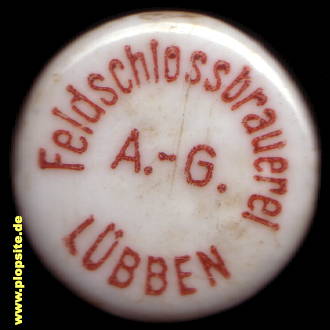 Feldschlossbrauerei
A.-G.
LÜBBEN
www.plopsite.de